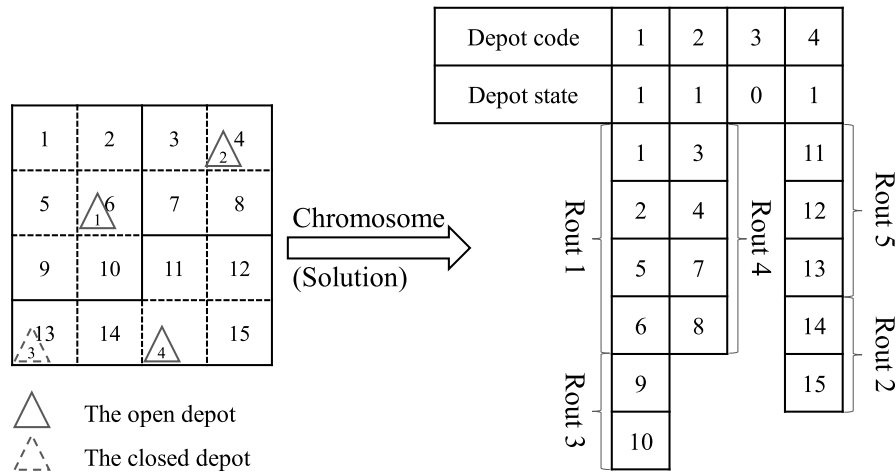 Depot code 1 2 3 4
Depot state 1 1 0 1
1 2 3 4
2
5 6 7 8
1
9 10 11 12
13 14 15
3 4
Chromosome
(Solution)
1 3 11
2 4 12
5 7 13
6 8 14
9 15
10
Rout 1
Rout 3
Rout 4
Rout 5
Rout 2
The open depot
The closed depot